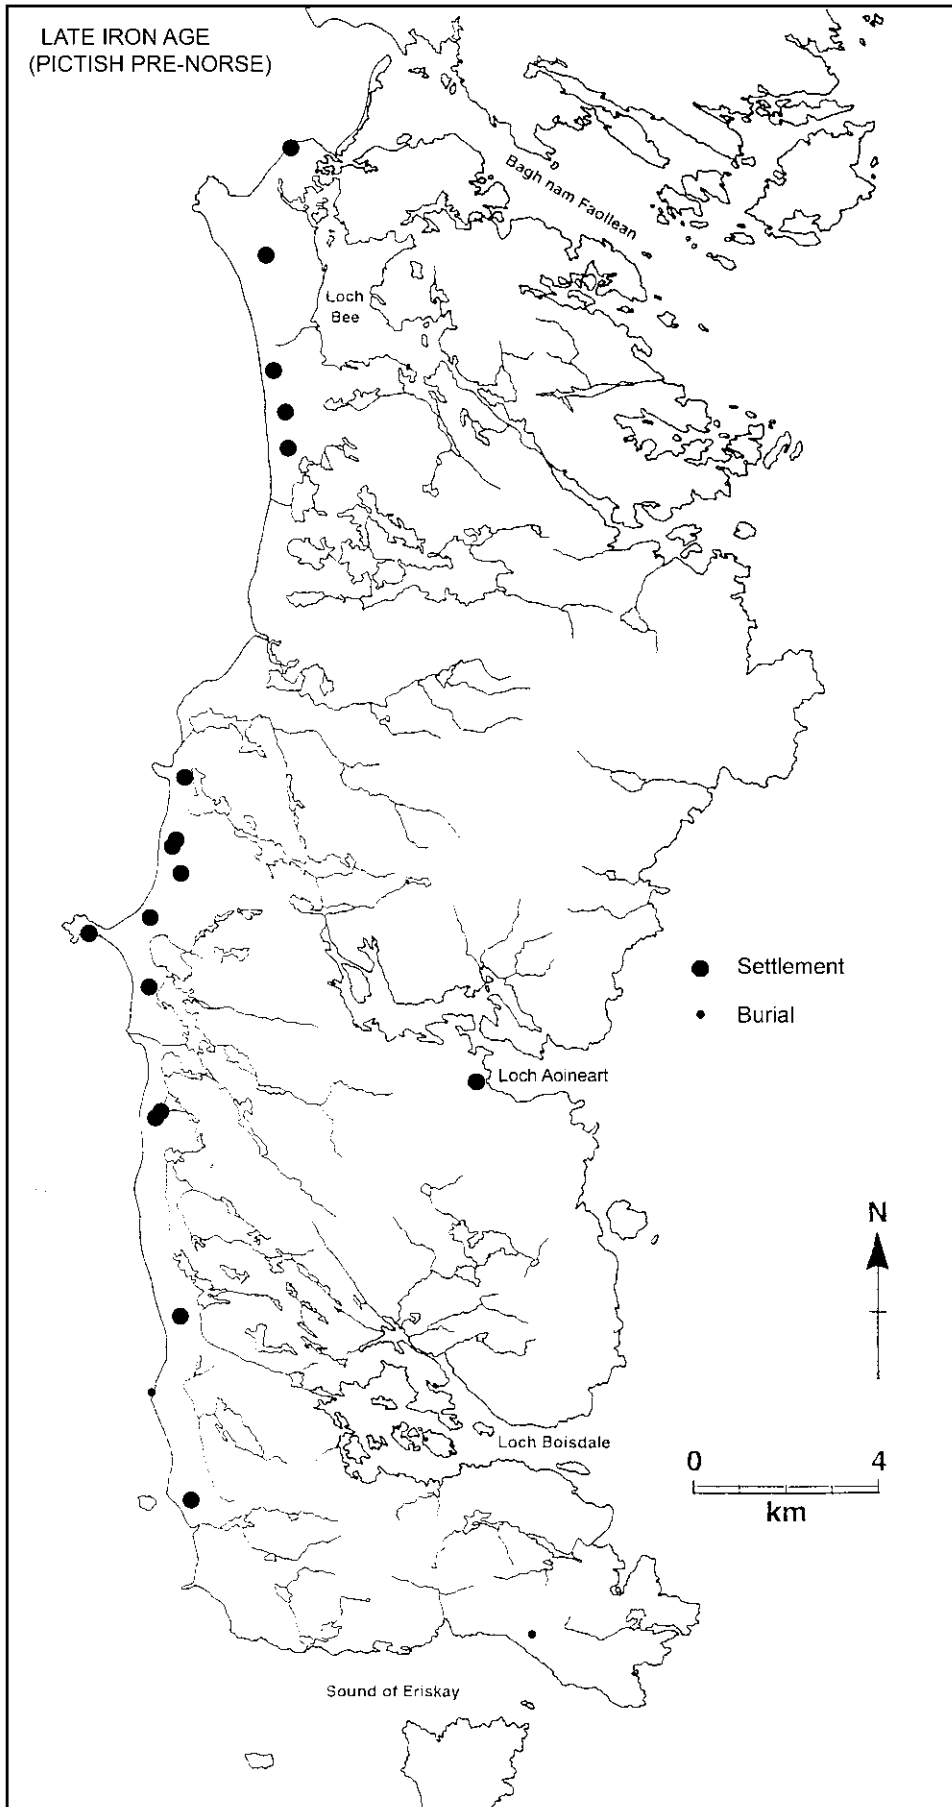 LATE IRON AGE
(PICTISH PRE-NORSE)
Bagh nam Faollean
Loch
Bee
Settlement
Burial
Loch Aoineart
N
Loch Boisdale
0 4
km
Sound of Eriskay